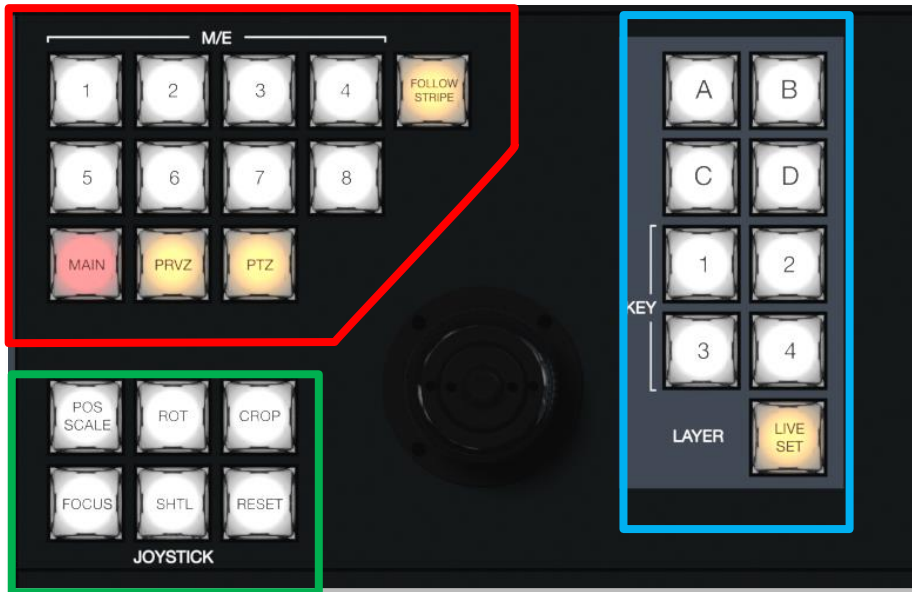 M/E
1 2 3 4 FOLLOW
STRIPE
5 6 7 8
MAIN PRVZ PTZ
POS
SCALE ROT CROP
FOCUS SHTL RESET
JOYSTICK
A B
C D
KEY
1 2
3 4
LAYER LIVE
SET